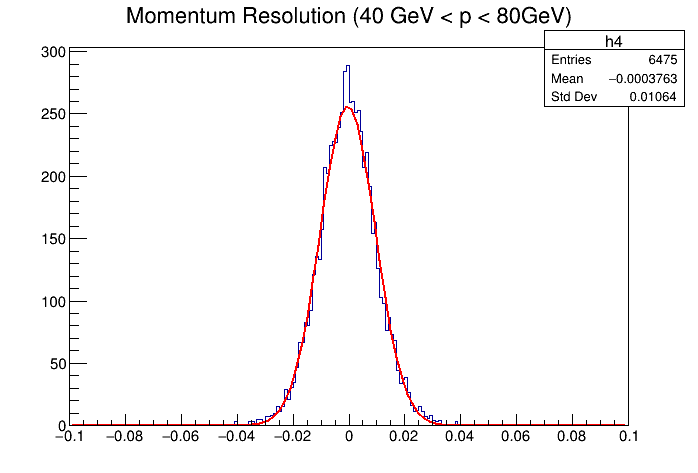 Momentum Resolution (40 GeV < p < 80GeV)
h4
Entries 6475
Mean −0.0003763
Std Dev 0.01064
300
250
200
150
100
50
0
−0.1 −0.08 −0.06 −0.04 −0.02 0 0.02 0.04 0.06 0.08 0.1